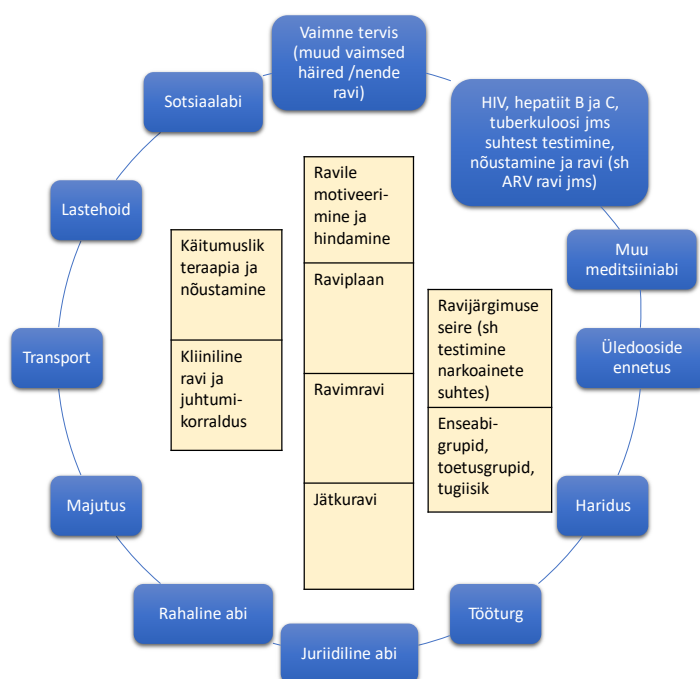 Vaimne tervis
(muud vaimsed
häired /nende
ravi)
HIV, hepatiit B ja C,
tuberkuloosi jms
suhtest testimine,
nõustamine ja ravi (sh
ARV ravi jms)
Muu
meditsiiniabi
Üledooside
ennetus
Haridus
Tööturg
Juriidiline abi
Rahaline abi
Majutus
Transport
Lastehoid
Sotsiaalabi
Käitumuslik
teraapia ja
nõustamine
Kliiniline
ravi ja
juhtumi-
korraldus
Ravile
motiveeri-
mine ja
hindamine
Raviplaan
Ravimravi
Jätkuravi
Ravijärgimuse
seire (sh
testimine
narkoainete
suhtes)
Enseabi-
grupid,
toetusgrupid,
tugiisik